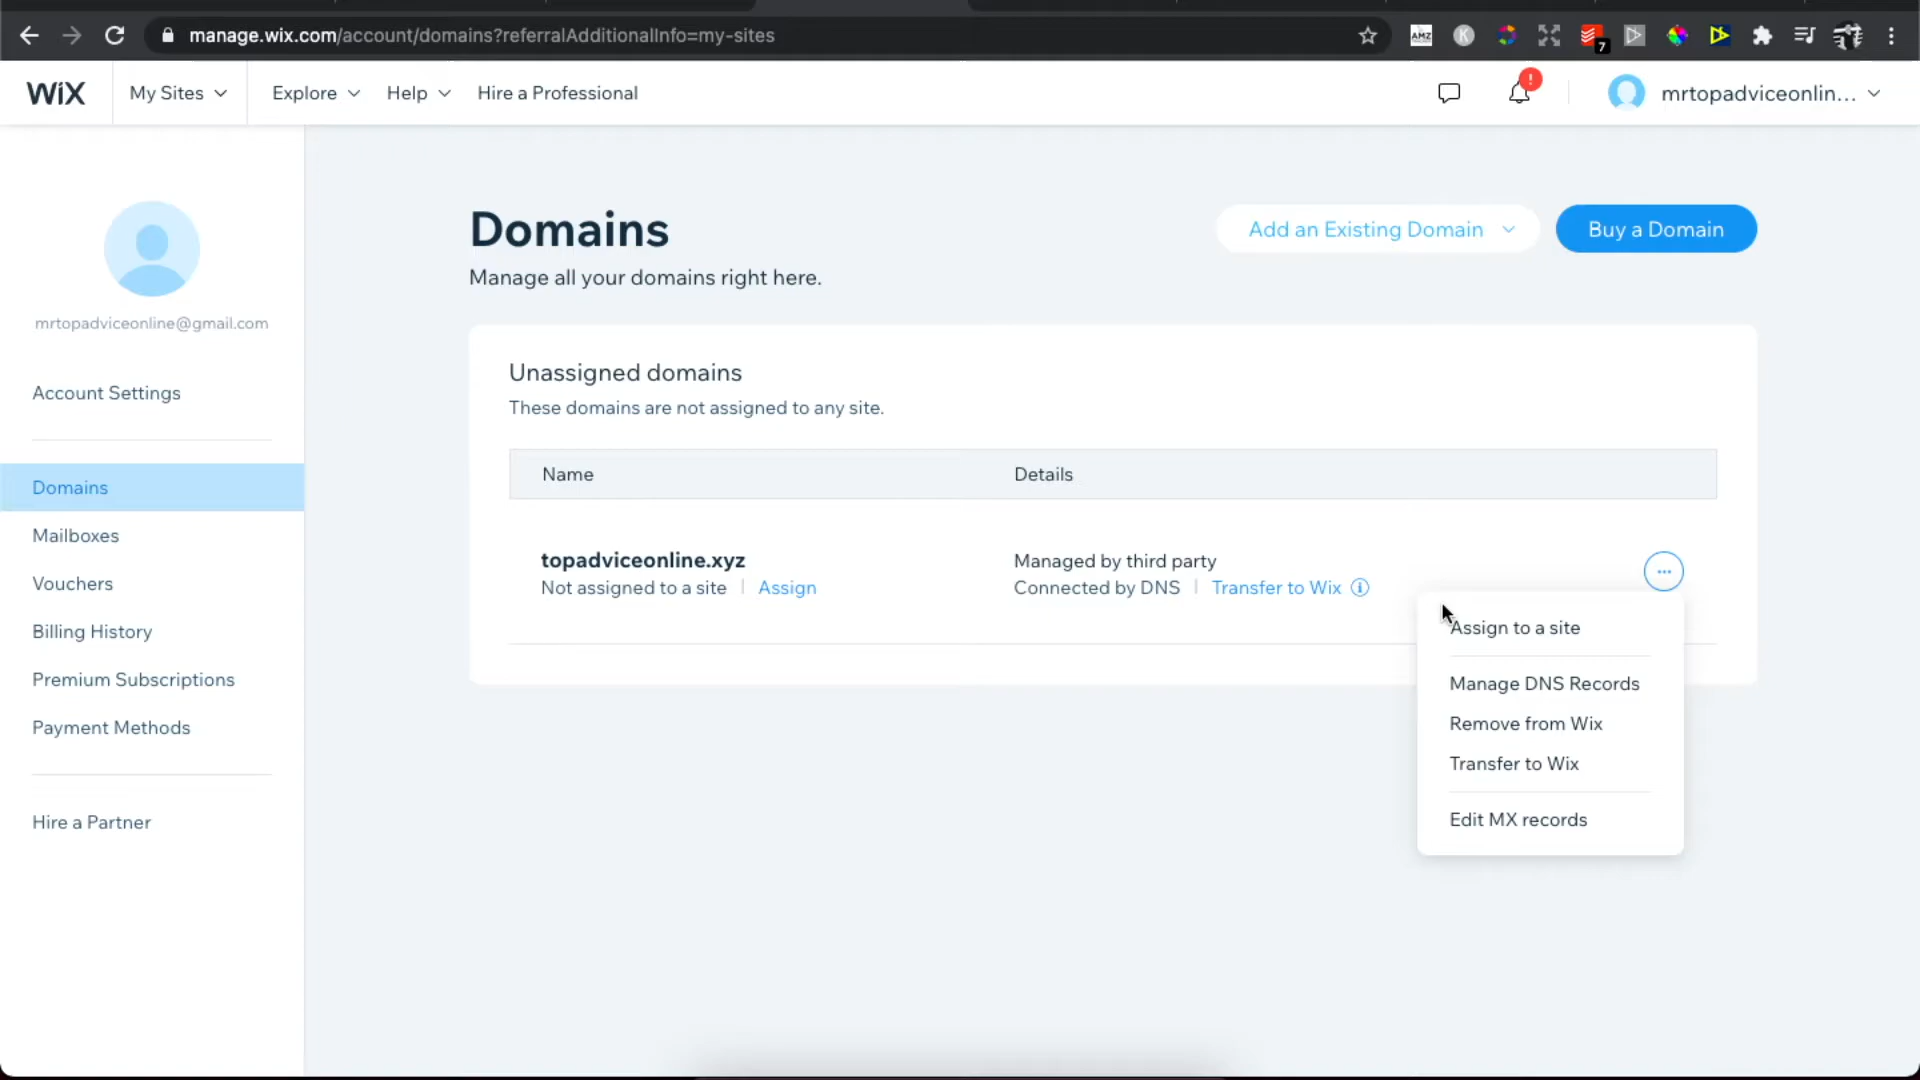 manage.wix.com/account/domains?referralAdditionalInfo=my-sites
AMZ
K
7
WiX
My Sites
Explore
Help
Hire a Professional
!
mrtopadviceonlin...
mrtopadviceonline@gmail.com
Account Settings
Domains
Mailboxes
Vouchers
Billing History
Premium Subscriptions
Payment Methods
Hire a Partner
Domains
Manage all your domains right here.
Add an Existing Domain
Buy a Domain
Unassigned domains
These domains are not assigned to any site.
Name
Details
topadviceonline.xyz
Not assigned to a site | Assign
Managed by third party
Connected by DNS | Transfer to Wix
Assign to a site
Manage DNS Records
Remove from Wix
Transfer to Wix
Edit MX records